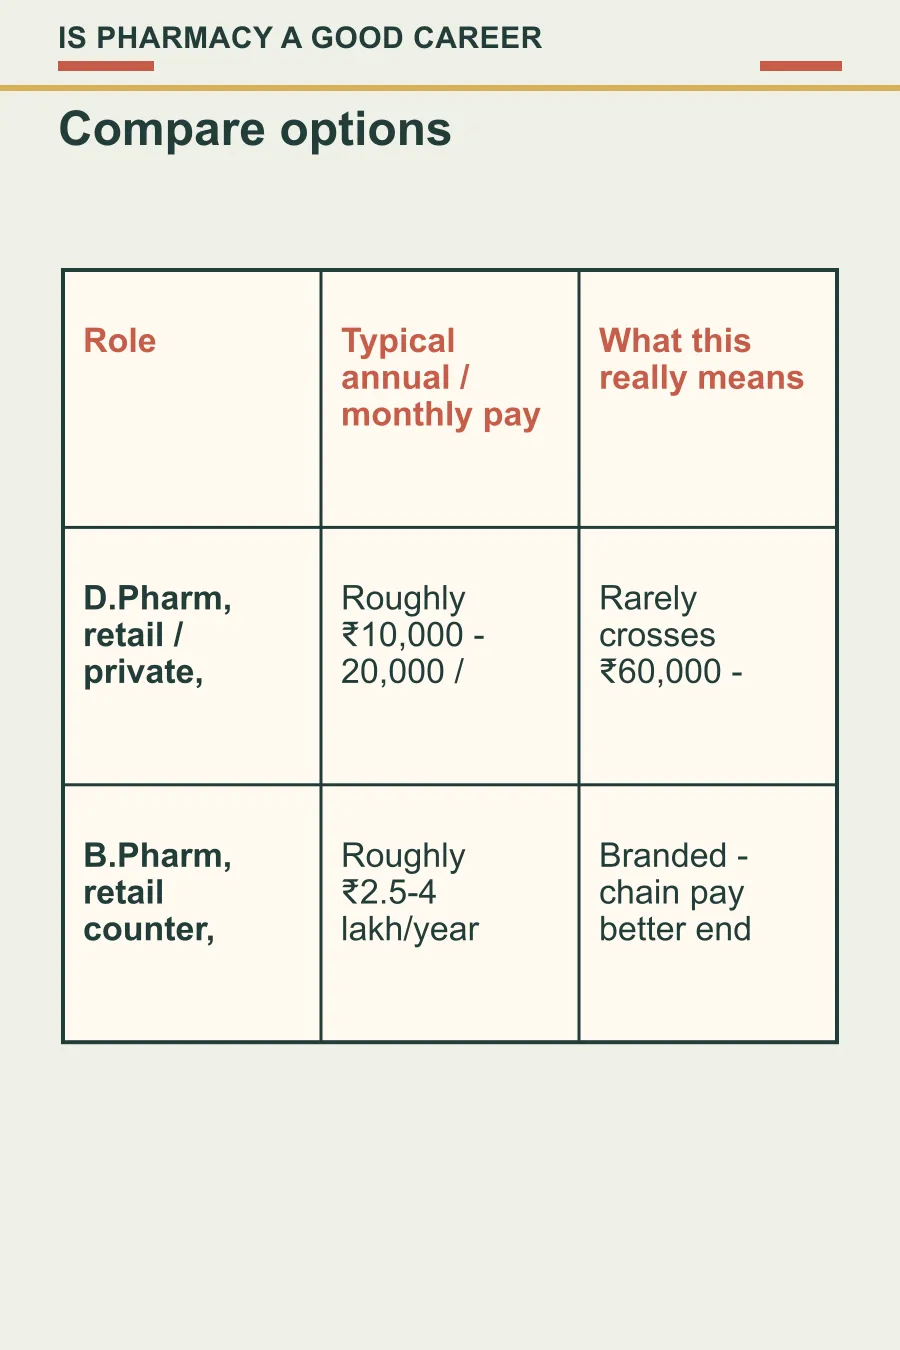 IS PHARMACY A GOOD CAREER
Compare options
Role
Typical
annual /
monthly pay
What this
really means
D.Pharm,
retail /
private,
Roughly
₹10,000 -
20,000 /
Rarely
crosses
₹60,000 -
B.Pharm,
retail
counter,
Roughly
₹2.5-4
lakh/year
Branded -
chain pay
better end